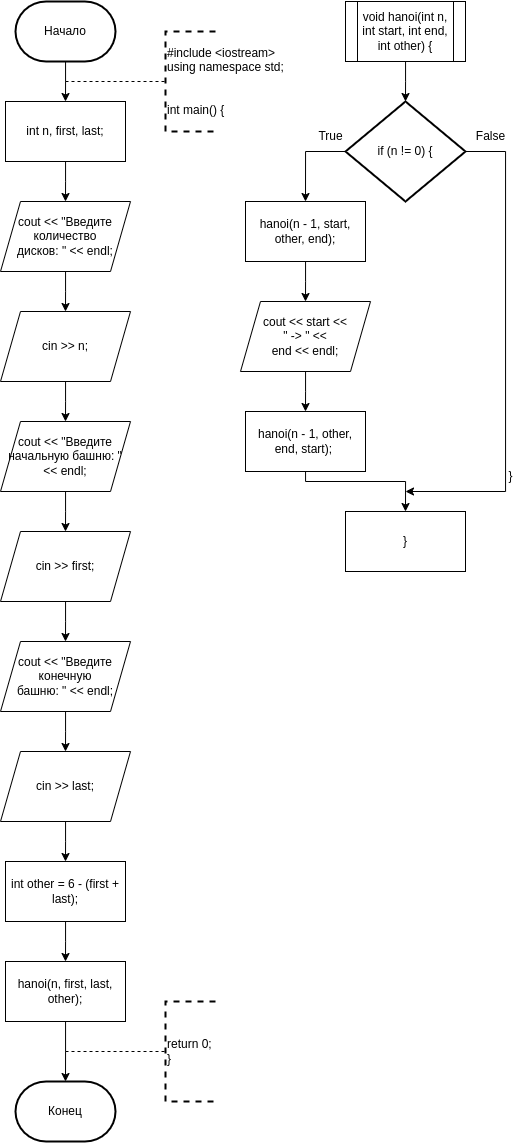 Начало
#include <iostream>
using namespace std;
int main() {
int n, first, last;
cout << "Введите
количество
дисков: " << endl;
cin >> n;
cout << "Введите
начальную башню: "
<< endl;
cin >> first;
cout << "Введите
конечную
башню: " << endl;
cin >> last;
int other = 6 - (first +
last);
hanoi(n, first, last,
other);
return 0;
}
Конец
void hanoi(int n,
int start, int end,
int other) {
if (n != 0) {
True
False
hanoi(n - 1, start,
other, end);
cout << start <<
" -> " <<
end << endl;
hanoi(n - 1, other,
end, start);
}
}